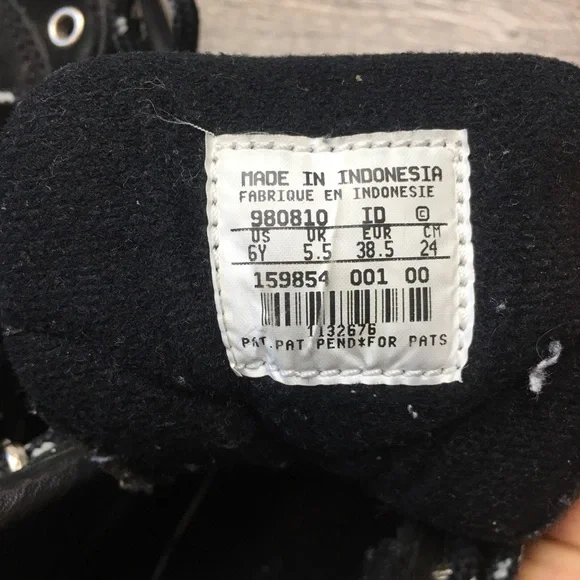 MADE IN INDONESIA
FABRIQUE EN INDONESIE
980810 ID ©
US UK EUR CM
6Y 5.5 38.5 24
159854 001 00
1132676
PAT.PAT PEND*FOR PATS